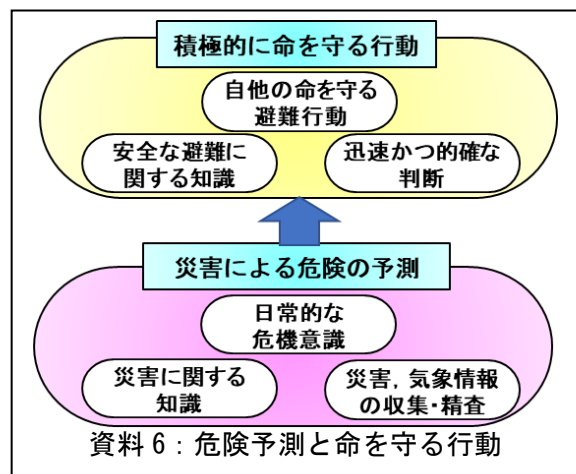 積極的に命を守る行動
自他の命を守る
避難行動
安全な避難に
関する知識
迅速かつ的確な
判断
災害による危険の予測
日常的な
危機意識
災害に関する
知識
災害，気象情報
の収集・精査
資料6：危険予測と命を守る行動